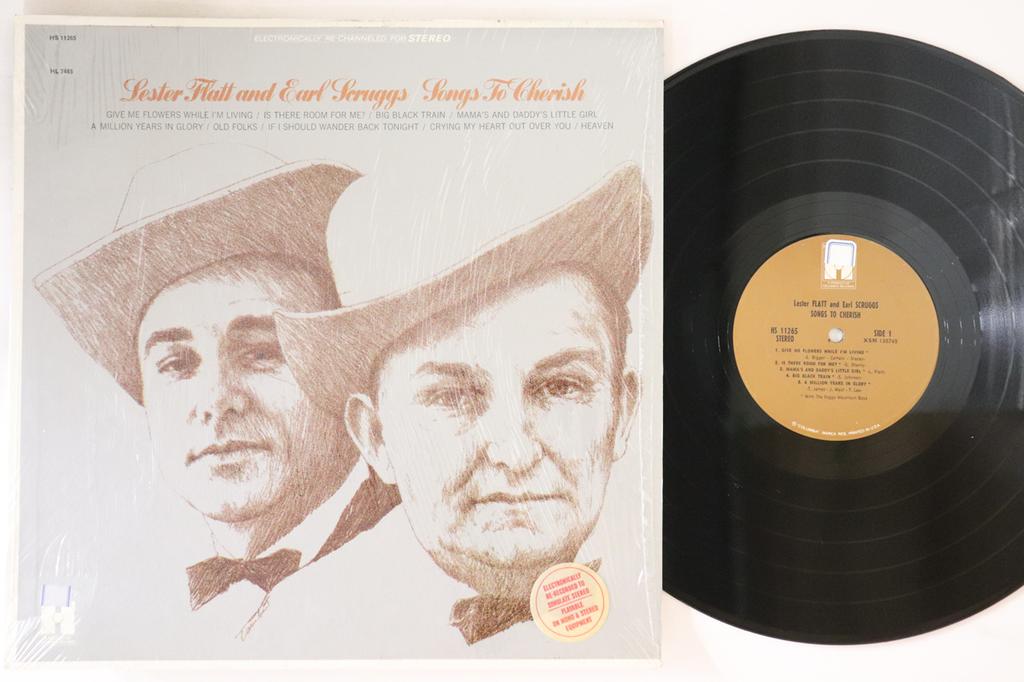 HS 11265
ELECTRONICALLY RE-CHANNELED FOR STEREO
HL 7465
Lester Flatt and Earl Scruggs Songs To Cherish
GIVE ME FLOWERS WHILE I'M LIVING / IS THERE ROOM FOR ME? / BIG BLACK TRAIN / MAMA'S AND DADDY'S LITTLE GIRL
A MILLION YEARS IN GLORY / OLD FOLKS / IF I SHOULD WANDER BACK TONIGHT / CRYING MY HEART OUT OVER YOU / HEAVEN
ELECTRONICALLY
RE-RECORDED TO
SIMULATE STEREO
PLAYABLE
ON MONO & STEREO
EQUIPMENT
H
Lester FLATT and Earl SCRUGGS
SONGS TO CHERISH
HS 11265
STEREO
SIDE 1
1. GIVE ME FLOWERS WHILE I'M LIVING *
2. IS THERE ROOM FOR ME? *
3. MAMA'S AND DADDY'S LITTLE GIRL *
4. BIG BLACK TRAIN *
5. A MILLION YEARS IN GLORY *
* With The Foggy Mountain Boys